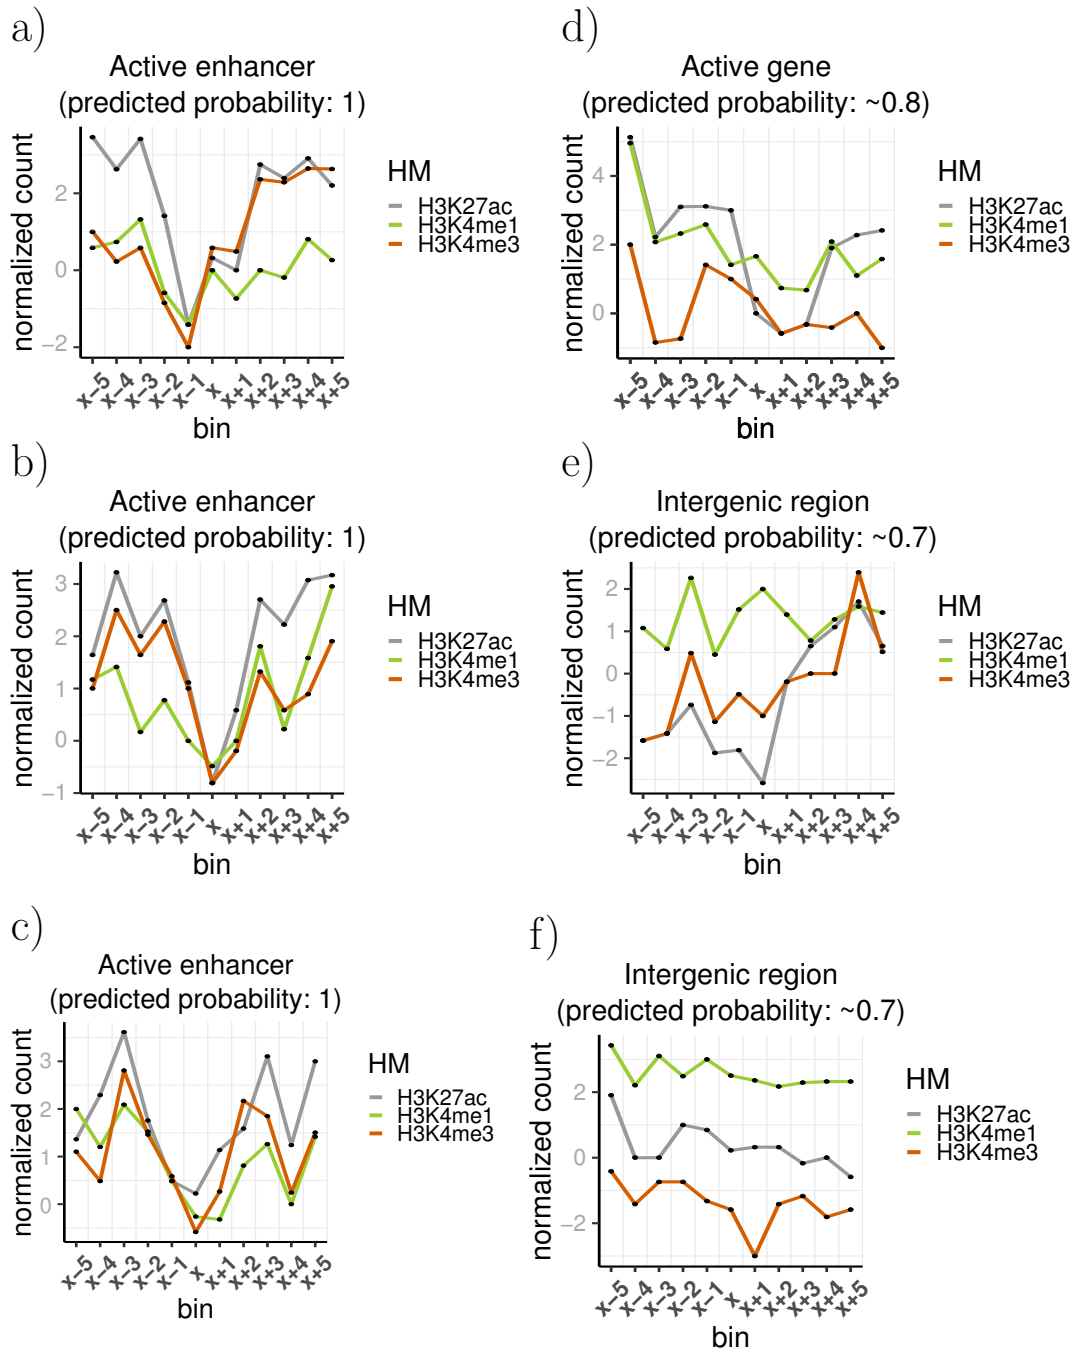 a)
Active enhancer
(predicted probability: 1)
normalized count
2
0
−2
x−5 x−4 x−3 x−2 x−1 x x+1 x+2 x+3 x+4 x+5
bin
HM
H3K27ac
H3K4me1
H3K4me3
d)
Active gene
(predicted probability: ~0.8)
normalized count
4
2
0
x−5 x−4 x−3 x−2 x−1 x x+1 x+2 x+3 x+4 x+5
bin
HM
H3K27ac
H3K4me1
H3K4me3
b)
Active enhancer
(predicted probability: 1)
normalized count
3
2
1
0
−1
x−5 x−4 x−3 x−2 x−1 x x+1 x+2 x+3 x+4 x+5
bin
HM
H3K27ac
H3K4me1
H3K4me3
e)
Intergenic region
(predicted probability: ~0.7)
normalized count
2
1
0
−1
−2
x−5 x−4 x−3 x−2 x−1 x x+1 x+2 x+3 x+4 x+5
bin
HM
H3K27ac
H3K4me1
H3K4me3
c)
Active enhancer
(predicted probability: 1)
normalized count
3
2
1
0
x−5 x−4 x−3 x−2 x−1 x x+1 x+2 x+3 x+4 x+5
bin
HM
H3K27ac
H3K4me1
H3K4me3
f)
Intergenic region
(predicted probability: ~0.7)
normalized count
2
0
−2
x−5 x−4 x−3 x−2 x−1 x x+1 x+2 x+3 x+4 x+5
bin
HM
H3K27ac
H3K4me1
H3K4me3